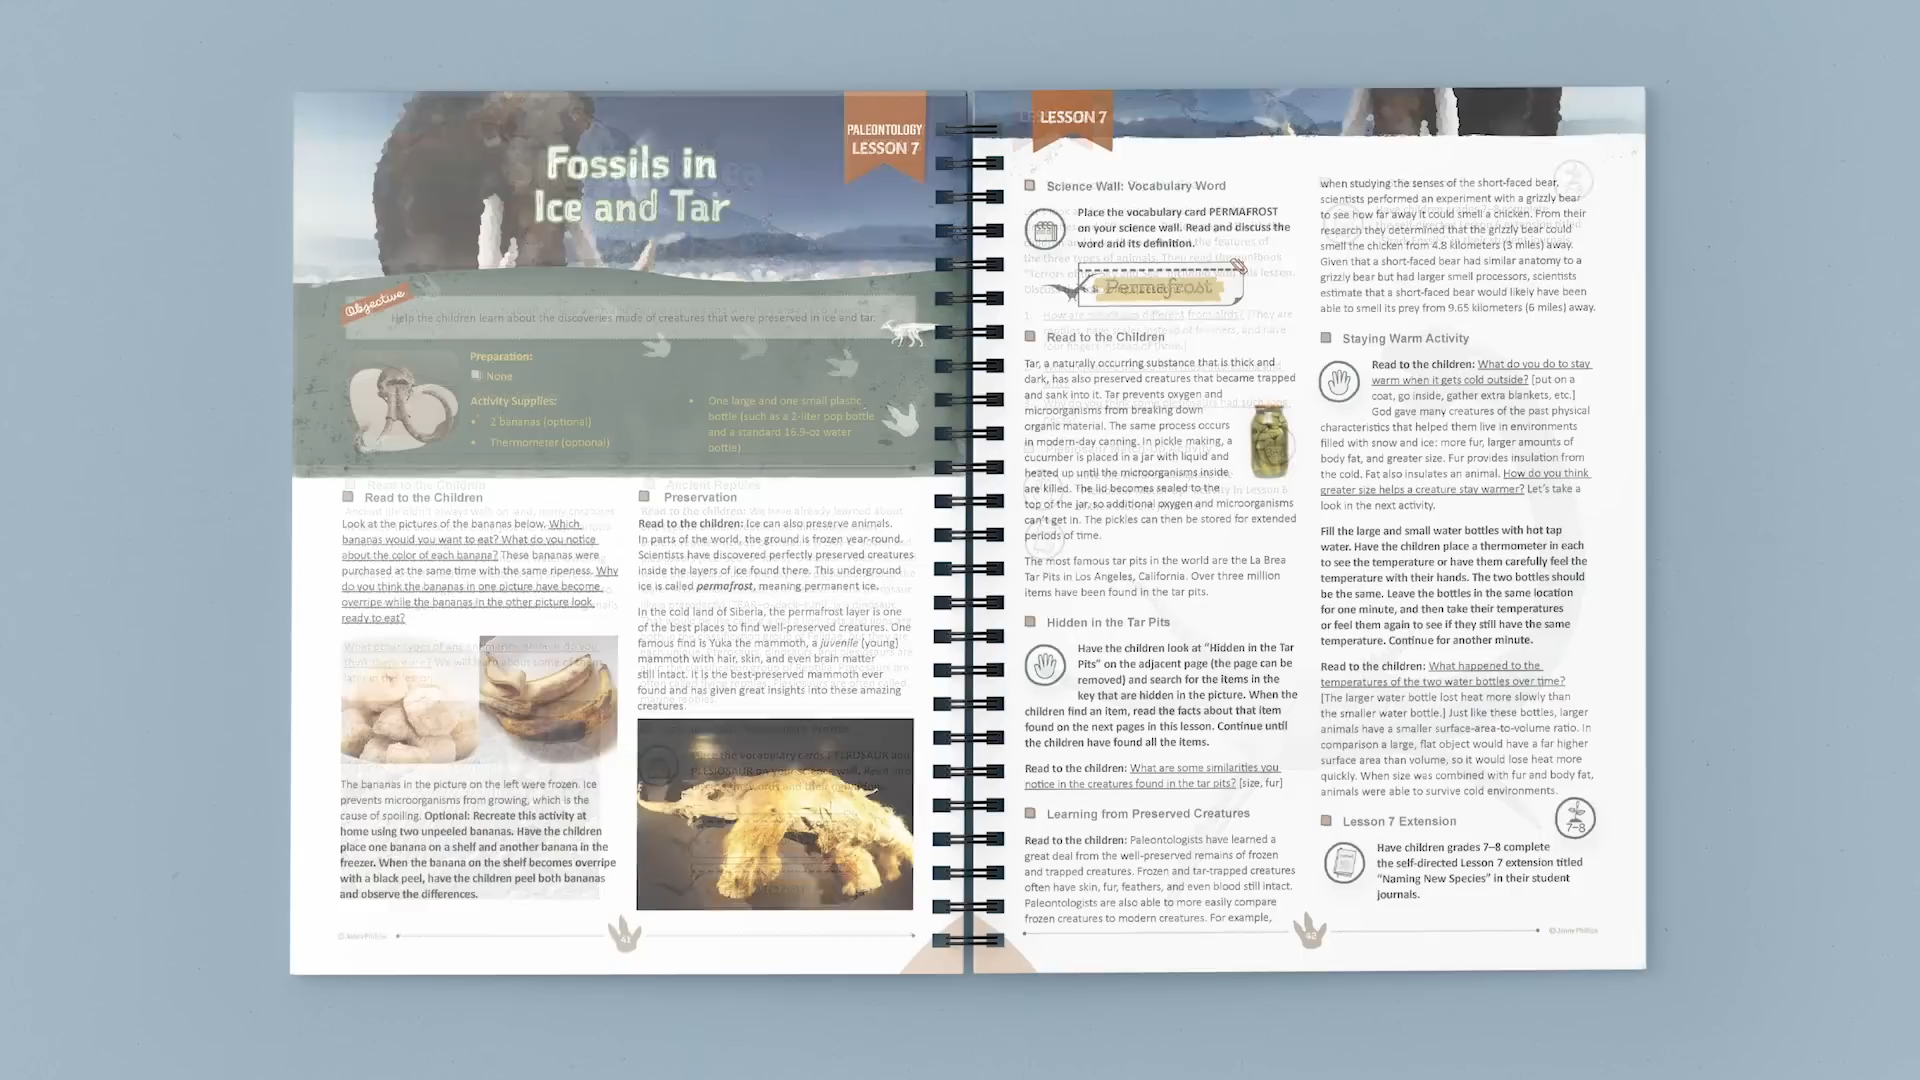 PALEONTOLOGY
LESSON 7
Fossils in
Ice and Tar
Objective
Help the children learn about the discoveries made of creatures that were preserved in ice and tar.
Preparation:
None
Activity Supplies:
2 bananas (optional)
Thermometer (optional)
One large and one small plastic
bottle (such as a 2-liter pop bottle
and a standard 16.9-oz water
bottle)
Read to the Children
Look at the pictures of the bananas below. Which
bananas would you want to eat? What do you notice
about the color of each banana? These bananas were
purchased at the same time with the same ripeness. Why
do you think the bananas in one picture have become
overripe while the bananas in the other picture look
ready to eat?
The bananas in the picture on the left were frozen. Ice
prevents microorganisms from growing, which is the
cause of spoiling. Optional: Recreate this activity at
home using two unpeeled bananas. Have the children
place one banana on a shelf and another banana in the
freezer. When the banana on the shelf becomes overripe
with a black peel, have the children peel both bananas
and observe the differences.
Ancient Reptiles
Preservation
Read to the children: Ice can also preserve animals.
In parts of the world, the ground is frozen year-round.
Scientists have discovered perfectly preserved creatures
inside the layers of ice found there. This underground
ice is called permafrost, meaning permanent ice.
In the cold land of Siberia, the permafrost layer is one
of the best places to find well-preserved creatures. One
famous find is Yuka the mammoth, a juvenile (young)
mammoth with hair, skin, and even brain matter
still intact. It is the best-preserved mammoth ever
found and has given great insights into these amazing
creatures.
© Jenny Phillips
41
LESSON 7
Science Wall: Vocabulary Word
Place the vocabulary card PERMAFROST
on your science wall. Read and discuss the
word and its definition.
Permafrost
Read to the Children
Tar, a naturally occurring substance that is thick and
dark, has also preserved creatures that became trapped
and sank into it. Tar prevents oxygen and
microorganisms from breaking down
organic material. The same process occurs
in modern-day canning. In pickle making, a
cucumber is placed in a jar with liquid and
heated up until the microorganisms inside
are killed. The lid becomes sealed to the
top of the jar, so additional oxygen and microorganisms
can't get in. The pickles can then be stored for extended
periods of time.
The most famous tar pits in the world are the La Brea
Tar Pits in Los Angeles, California. Over three million
items have been found in the tar pits.
Hidden in the Tar Pits
Have the children look at "Hidden in the Tar
Pits" on the adjacent page (the page can be
removed) and search for the items in the
key that are hidden in the picture. When the
children find an item, read the facts about that item
found on the next pages in this lesson. Continue until
the children have found all the items.
Read to the children: What are some similarities you
notice in the creatures found in the tar pits? [size, fur]
Learning from Preserved Creatures
Read to the children: Paleontologists have learned a
great deal from the well-preserved remains of frozen
and trapped creatures. Frozen and tar-trapped creatures
often have skin, fur, feathers, and even blood still intact.
Paleontologists are also able to more easily compare
frozen creatures to modern creatures. For example,
when studying the senses of the short-faced bear,
scientists performed an experiment with a grizzly bear
to see how far away it could smell a chicken. From their
research they determined that the grizzly bear could
smell the chicken from 4.8 kilometers (3 miles) away.
Given that a short-faced bear had similar anatomy to a
grizzly bear but had larger smell processors, scientists
estimate that a short-faced bear would likely have been
able to smell its prey from 9.65 kilometers (6 miles) away.
Staying Warm Activity
Read to the children: What do you do to stay
warm when it gets cold outside? [put on a
coat, go inside, gather extra blankets, etc.]
God gave many creatures of the past physical
characteristics that helped them live in environments
filled with snow and ice: more fur, larger amounts of
body fat, and greater size. Fur provides insulation from
the cold. Fat also insulates an animal. How do you think
greater size helps a creature stay warmer? Let's take a
look in the next activity.
Fill the large and small water bottles with hot tap
water. Have the children place a thermometer in each
to see the temperature or have them carefully feel the
temperature with their hands. The two bottles should
be the same. Leave the bottles in the same location
for one minute, and then take their temperatures
or feel them again to see if they still have the same
temperature. Continue for another minute.
Read to the children: What happened to the
temperatures of the two water bottles over time?
[The larger water bottle lost heat more slowly than
the smaller water bottle.] Just like these bottles, larger
animals have a smaller surface-area-to-volume ratio. In
comparison a large, flat object would have a far higher
surface area than volume, so it would lose heat more
quickly. When size was combined with fur and body fat,
animals were able to survive cold environments.
Lesson 7 Extension
7-8
Have children grades 7–8 complete
the self-directed Lesson 7 extension titled
"Naming New Species" in their student
journals.
42
© Jenny Phillips